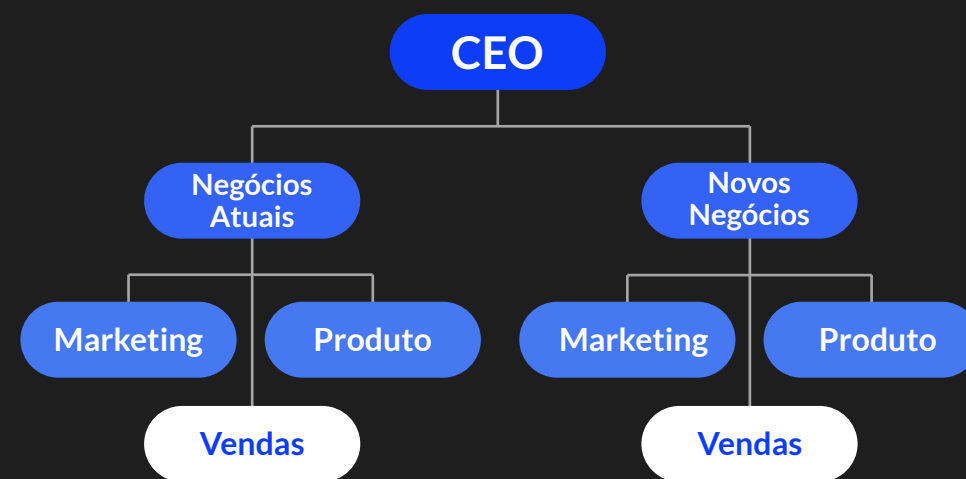 CEO
Negócios
Atuais
Novos
Negócios
Marketing
Produto
Marketing
Produto
Vendas
Vendas